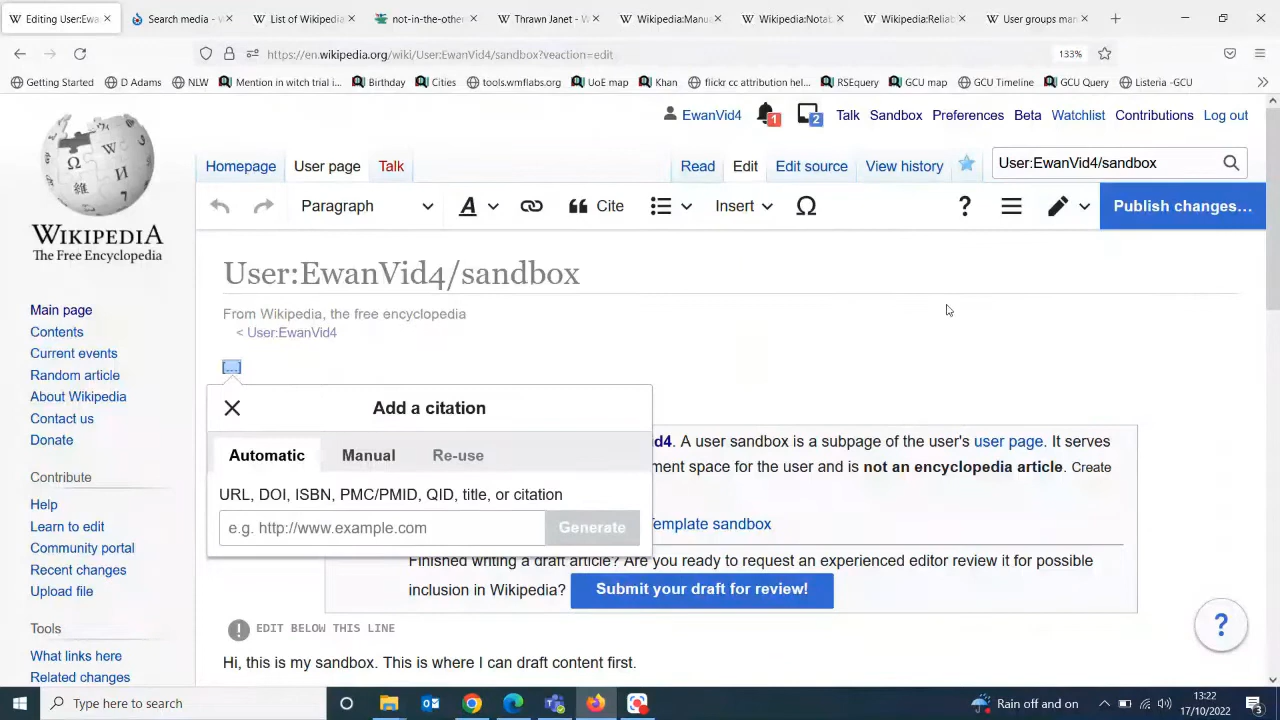 Editing User:Ewa
Search media - W
List of Wikipedia
not-in-the-other
Thrawn Janet - W
Wikipedia:Manu
Wikipedia:Notab
Wikipedia:Reliab
User groups man
https://en.wikipedia.org/wiki/User:EwanVid4/sandbox?veaction=edit
133%
Getting Started
D Adams
NLW
Mention in witch trial i...
Birthday
Cities
tools.wmflabs.org
UoE map
Khan
flickr cc attribution hel...
RSEquery
GCU map
GCU Timeline
GCU Query
Listeria -GCU
EwanVid4
1
2
Talk
Sandbox
Preferences
Beta
Watchlist
Contributions
Log out
WIKIPEDIA
The Free Encyclopedia
Homepage
User page
Talk
Read
Edit
Edit source
View history
User:EwanVid4/sandbox
Paragraph
A
Cite
Insert
Ω
?
Publish changes...
User:EwanVid4/sandbox
From Wikipedia, the free encyclopedia
< User:EwanVid4
[...]
Add a citation
Automatic
Manual
Re-use
URL, DOI, ISBN, PMC/PMID, QID, title, or citation
e.g. http://www.example.com
Generate
d4. A user sandbox is a subpage of the user's user page. It serves
ment space for the user and is not an encyclopedia article. Create
Template sandbox
Finished writing a draft article? Are you ready to request an experienced editor review it for possible
inclusion in Wikipedia? Submit your draft for review!
EDIT BELOW THIS LINE
Hi, this is my sandbox. This is where I can draft content first.
Main page
Contents
Current events
Random article
About Wikipedia
Contact us
Donate
Contribute
Help
Learn to edit
Community portal
Recent changes
Upload file
Tools
What links here
Related changes
?
Type here to search
Rain off and on
13:22
17/10/2022
3